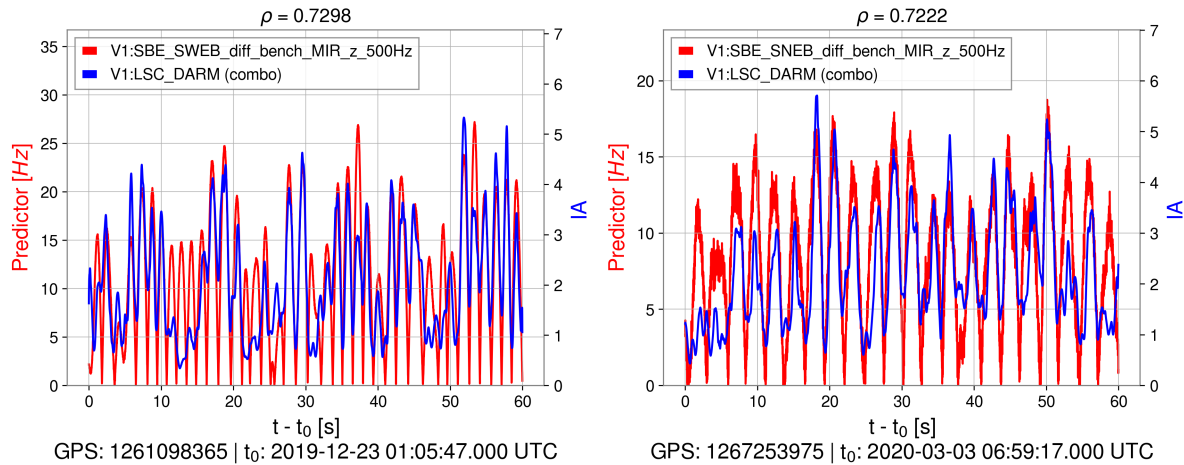 ρ = 0.7298
V1:SBE_SWEB_diff_bench_MIR_z_500Hz
V1:LSC_DARM (combo)
Predictor [Hz]
IA
35
30
25
20
15
10
5
0
7
6
5
4
3
2
1
0
0 10 20 30 40 50 60
t - t₀ [s]
GPS: 1261098365 | t₀: 2019-12-23 01:05:47.000 UTC
ρ = 0.7222
V1:SBE_SNEB_diff_bench_MIR_z_500Hz
V1:LSC_DARM (combo)
Predictor [Hz]
IA
20
15
10
5
0
7
6
5
4
3
2
1
0
0 10 20 30 40 50 60
t - t₀ [s]
GPS: 1267253975 | t₀: 2020-03-03 06:59:17.000 UTC